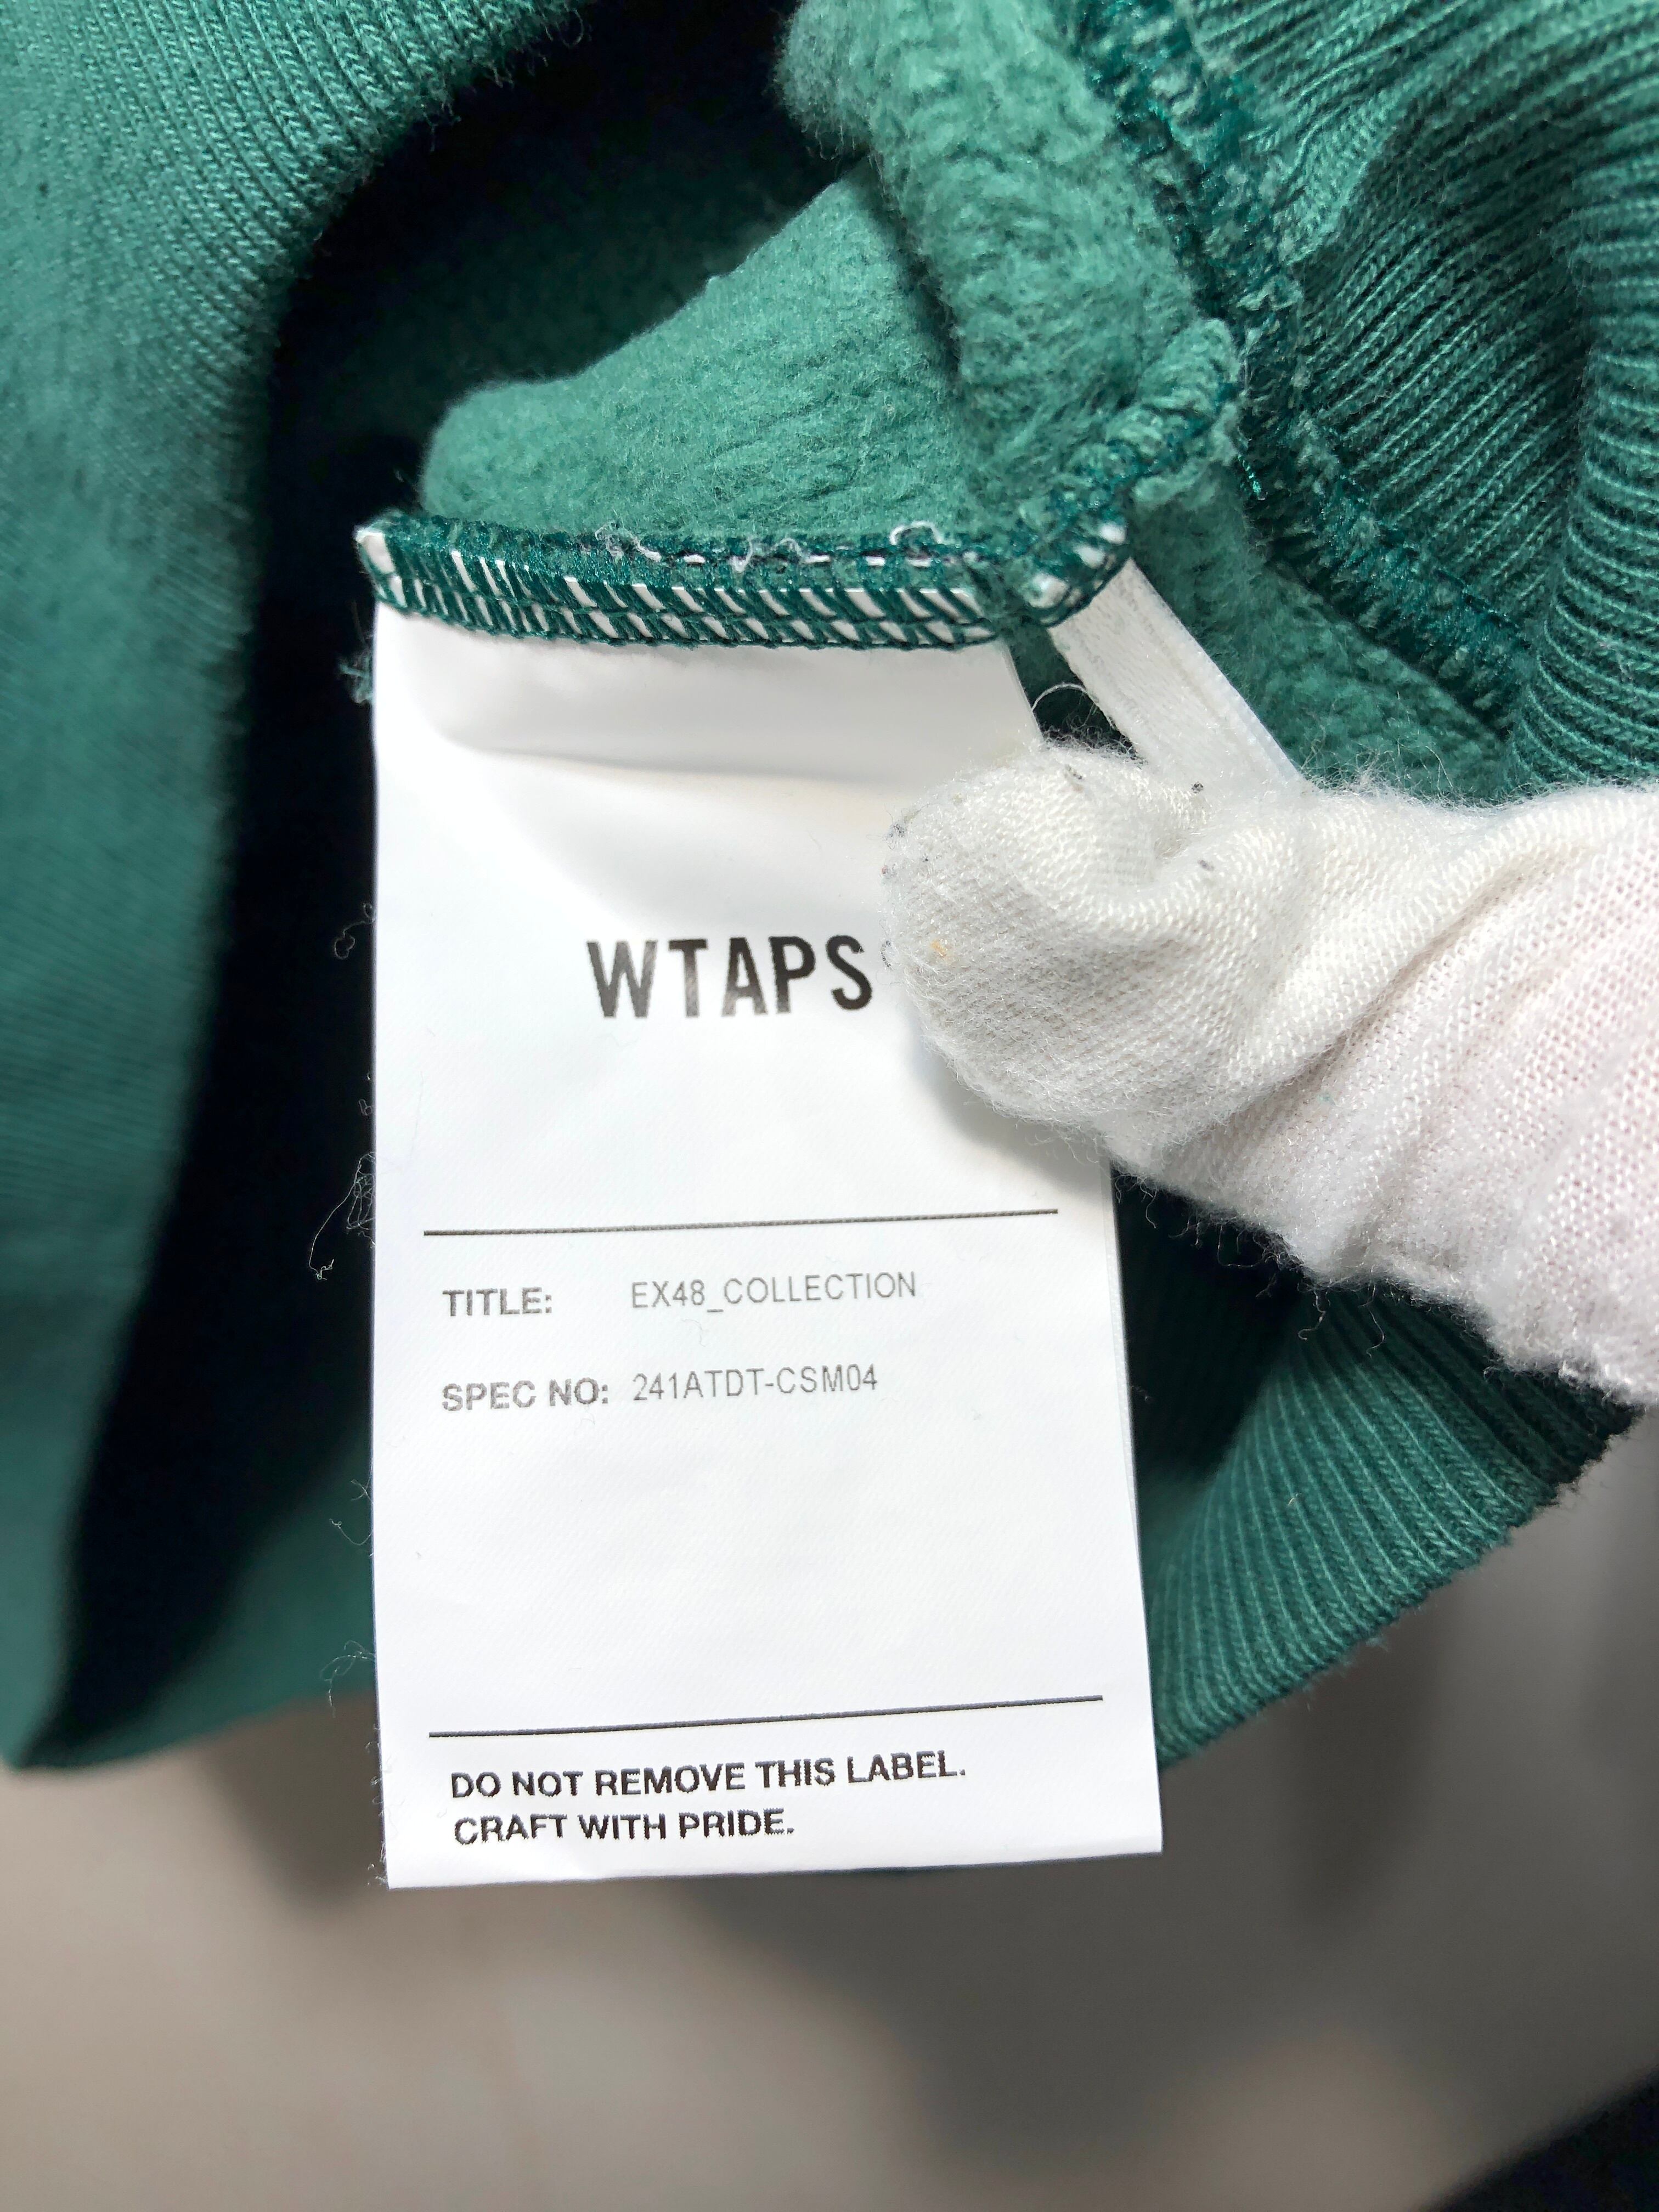 WTAPS
TITLE: EX48_COLLECTION
SPEC NO: 241ATDT-CSM04
DO NOT REMOVE THIS LABEL.
CRAFT WITH PRIDE.